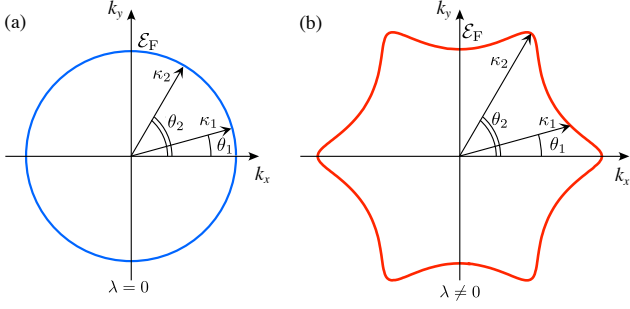 (a)
k_y
ℰ_F
κ_2
κ_1
θ_2
θ_1
k_x
λ = 0
(b)
k_y
ℰ_F
κ_2
κ_1
θ_2
θ_1
k_x
λ ≠ 0